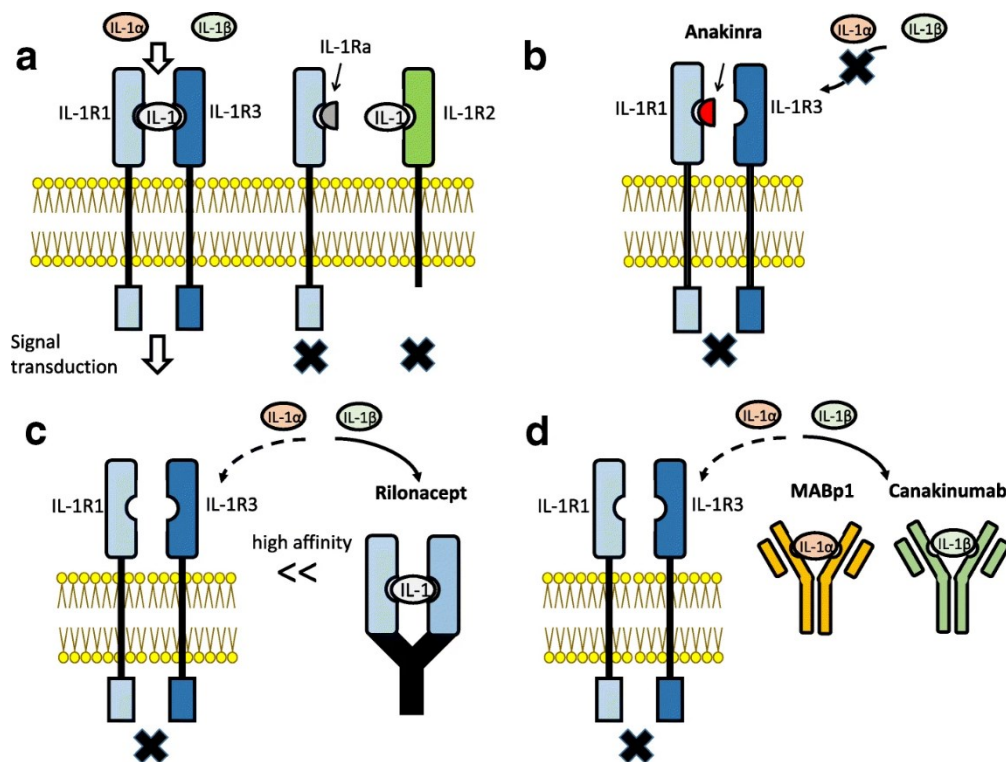 a
IL-1α
IL-1β
IL-1Ra
IL-1R1
IL-1
IL-1R3
IL-1
IL-1R2
Signal
transduction
b
Anakinra
IL-1α
IL-1β
IL-1R1
IL-1R3
c
IL-1α
IL-1β
IL-1R1
IL-1R3
Rilonacept
high affinity
<<
IL-1
d
IL-1α
IL-1β
IL-1R1
IL-1R3
MABp1
Canakinumab
IL-1α
IL-1β